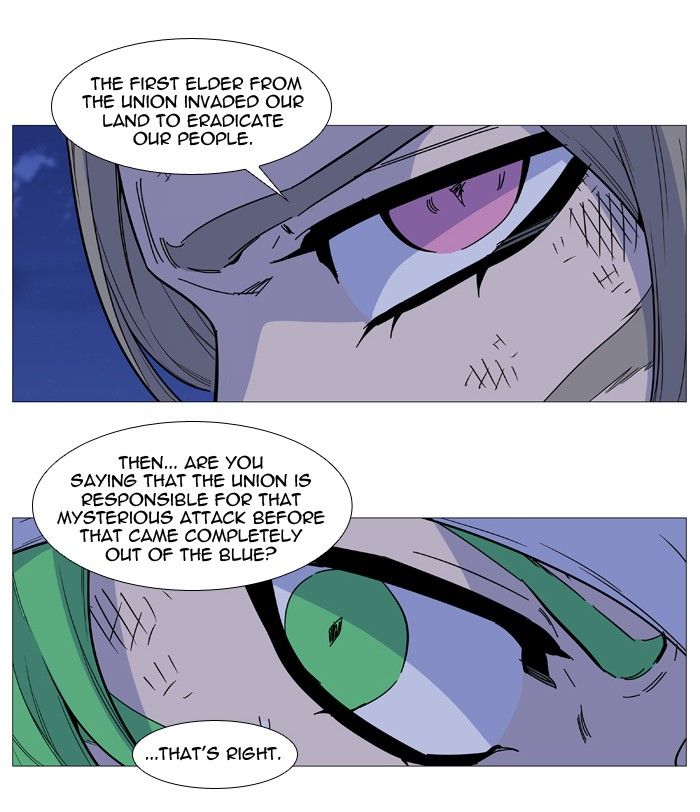 THE FIRST ELDER FROM
THE UNION INVADED OUR
LAND TO ERADICATE
OUR PEOPLE.
THEN... ARE YOU
SAYING THAT THE UNION IS
RESPONSIBLE FOR THAT
MYSTERIOUS ATTACK BEFORE
THAT CAME COMPLETELY
OUT OF THE BLUE?
...THAT'S RIGHT.